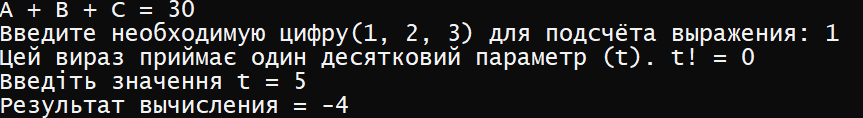 A + B + C = 30
Введите необходимую цифру(1, 2, 3) для подсчёта выражения: 1
Цей вираз приймає один десятковий параметр (t). t! = 0
Введіть значення t = 5
Результат вычисления = -4